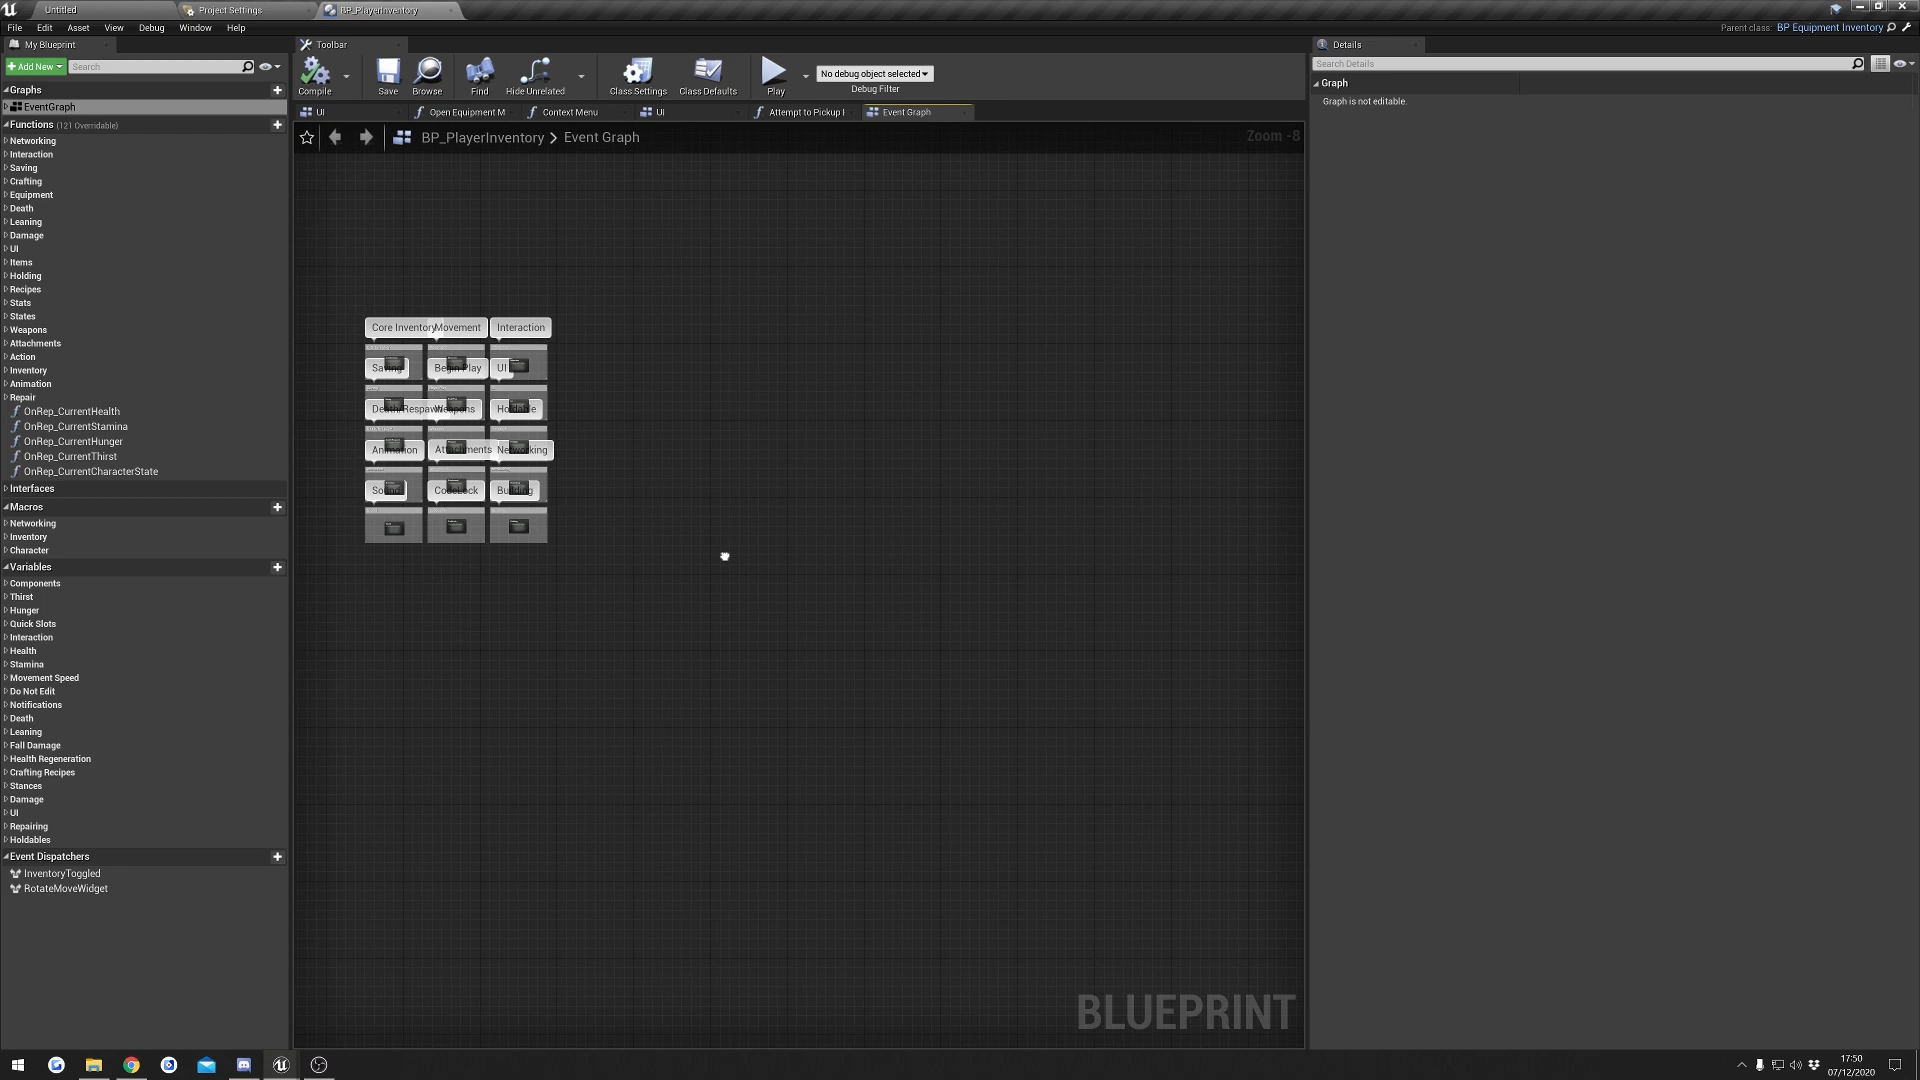 Untitled
Project Settings
BP_PlayerInventory
File Edit Asset View Debug Window Help
Parent class: BP Equipment Inventory
My Blueprint
Toolbar
Details
Add New
Search
Compile
Save
Browse
Find
Hide Unrelated
Class Settings
Class Defaults
Play
No debug object selected
Debug Filter
Search Details
Graph
Graph is not editable.
UI
Open Equipment M
Context Menu
UI
Attempt to Pickup I
Event Graph
BP_PlayerInventory > Event Graph
Zoom -8
Graphs
EventGraph
Functions (121 Overridable)
Networking
Interaction
Saving
Crafting
Equipment
Death
Leaning
Damage
UI
Items
Holding
Recipes
Stats
States
Weapons
Attachments
Action
Inventory
Animation
Repair
OnRep_CurrentHealth
OnRep_CurrentStamina
OnRep_CurrentHunger
OnRep_CurrentThirst
OnRep_CurrentCharacterState
Interfaces
Macros
Networking
Inventory
Character
Variables
Components
Thirst
Hunger
Quick Slots
Interaction
Health
Stamina
Movement Speed
Do Not Edit
Notifications
Death
Leaning
Fall Damage
Health Regeneration
Crafting Recipes
Stances
Damage
UI
Repairing
Holdables
Event Dispatchers
InventoryToggled
RotateMoveWidget
Core Inventory Movement Interaction
Saving Begin Play UI
Death/Respawn Weapons Holdable
Animation Attachments Networking
Sound CodeLock Building
BLUEPRINT
17:50
07/12/2020